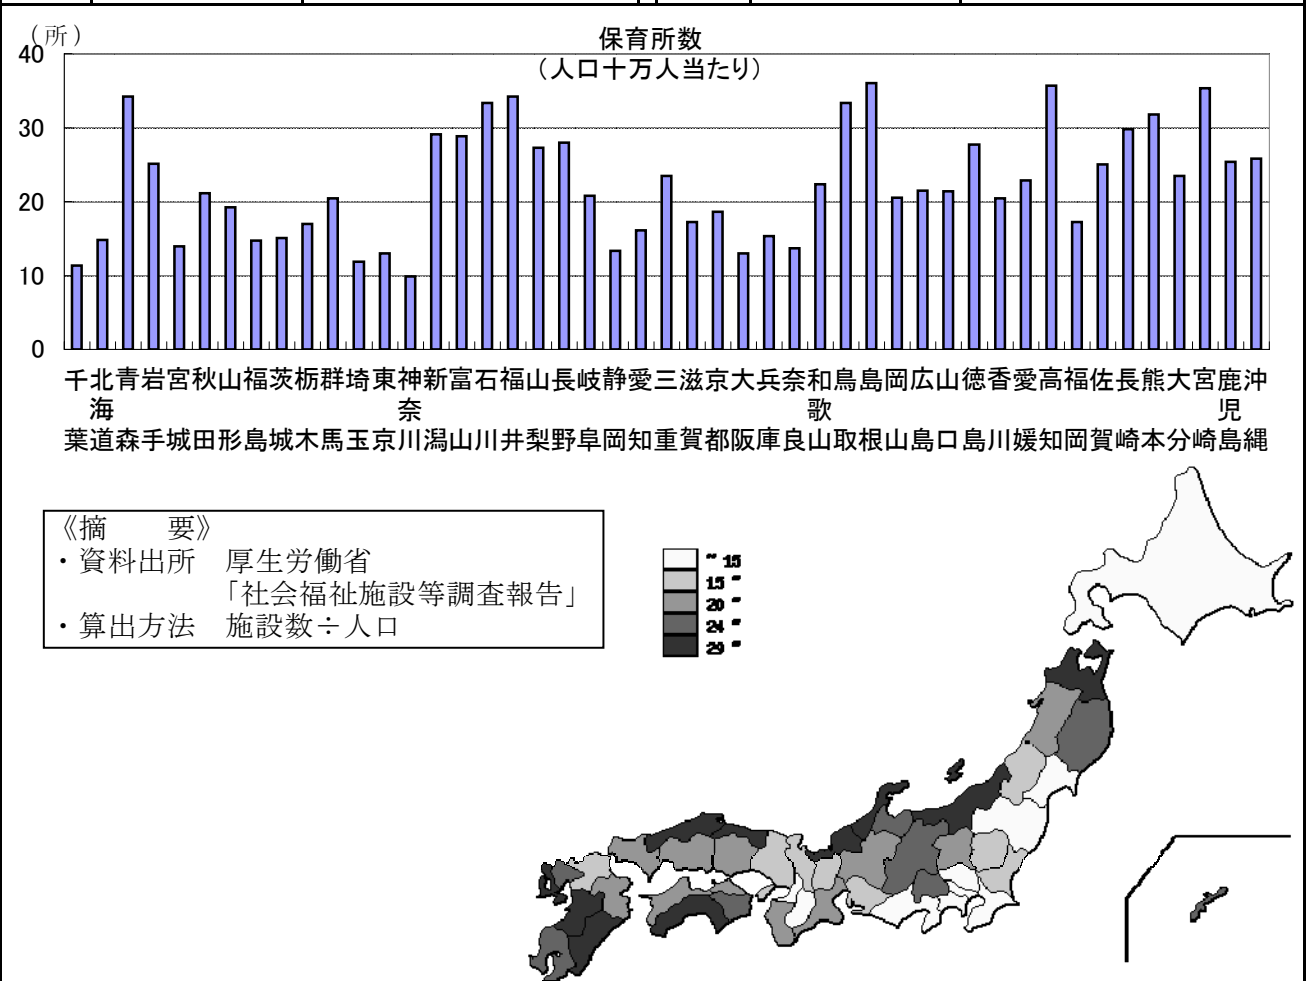 保育所数
（所）
（人口十万人当たり）
40
30
20
10
0
千葉 北海道 青森 岩手 宮城 秋田 山形 福島 茨城 栃木 群馬 埼玉 東京 神奈川 新潟 富山 石川 福井 山梨 長野 岐阜 静岡 愛知 三重 滋賀 京都 大阪 兵庫 奈良 和歌山 鳥取 島根 岡山 広島 山口 徳島 香川 愛媛 高知 福岡 佐賀 長崎 熊本 大分 宮崎 鹿児島 沖縄
《摘　　要》
・資料出所　厚生労働省
「社会福祉施設等調査報告」
・算出方法　施設数÷人口
~ 15
15 ~
20 ~
24 ~
29 ~